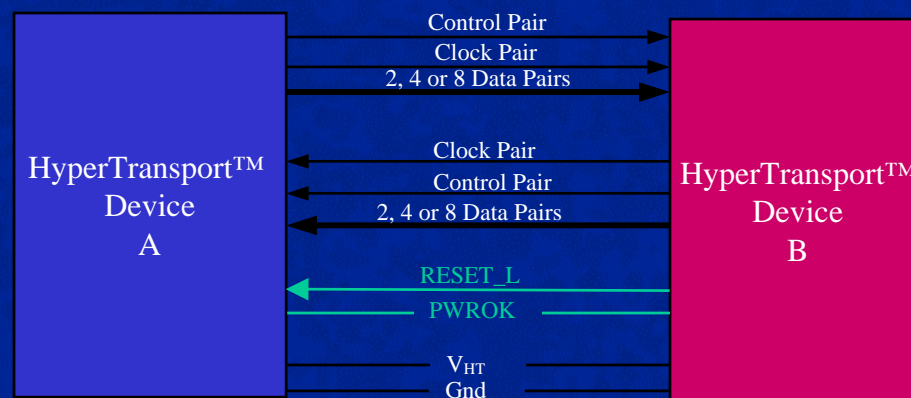 Control Pair
Clock Pair
2, 4 or 8 Data Pairs
HyperTransport™
Device
A
Clock Pair
Control Pair
2, 4 or 8 Data Pairs
HyperTransport™
Device
B
RESET_L
PWROK
VHT
Gnd